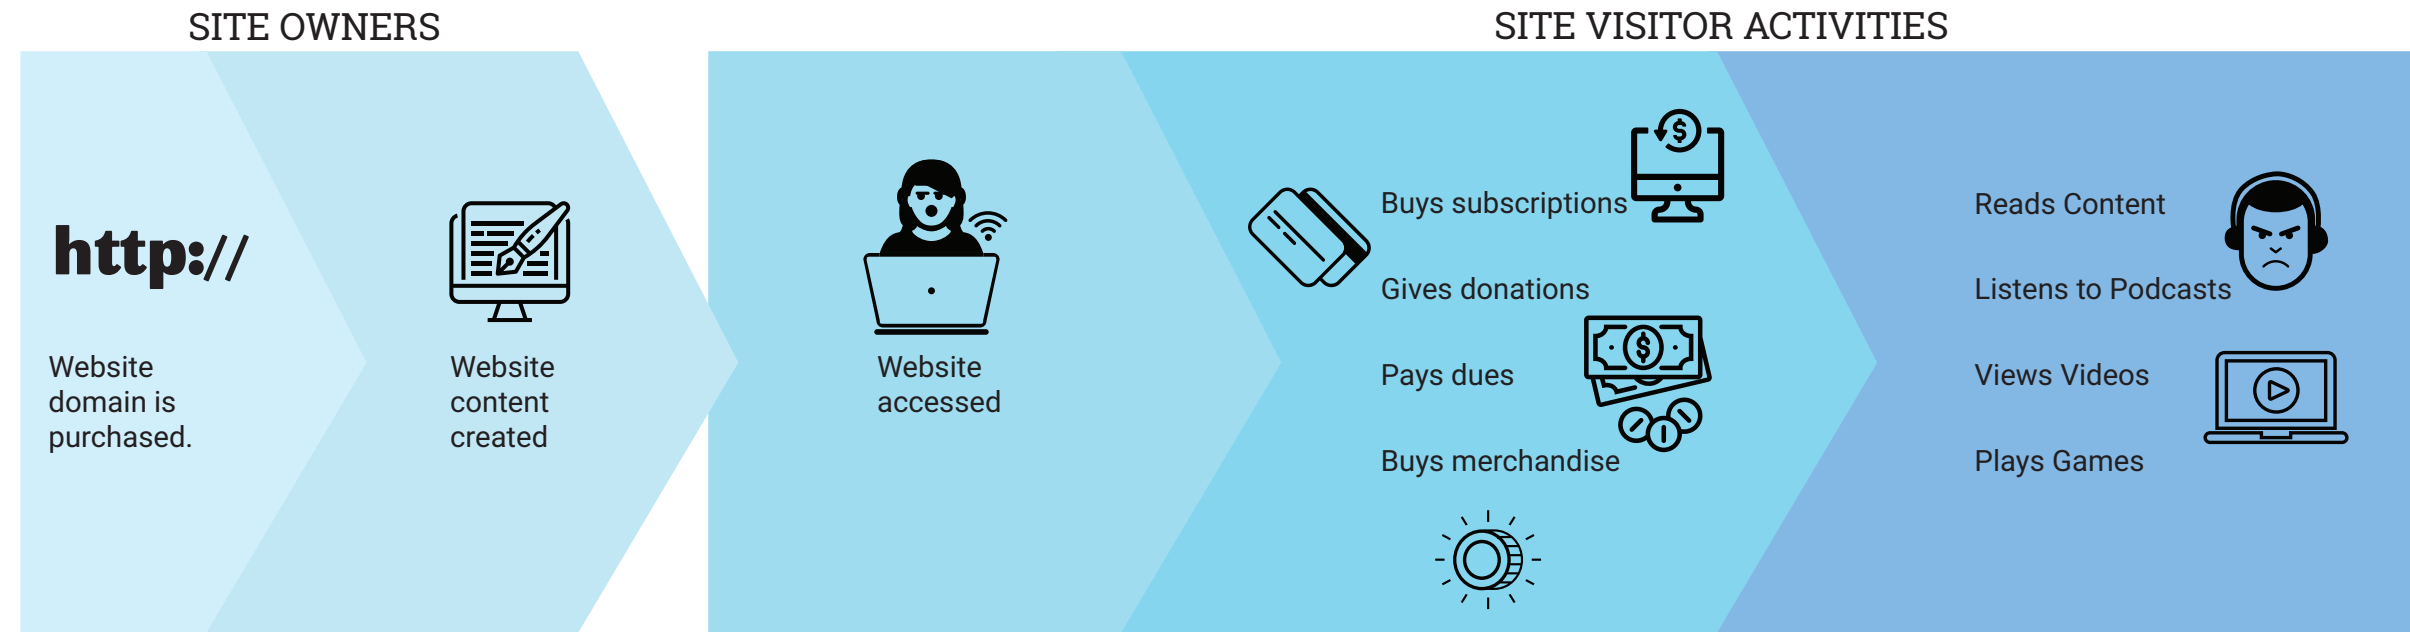 SITE OWNERS
SITE VISITOR ACTIVITIES
http://
Website
domain is
purchased.
Website
content
created
Website
accessed
Buys subscriptions
Gives donations
Pays dues
Buys merchandise
Reads Content
Listens to Podcasts
Views Videos
Plays Games